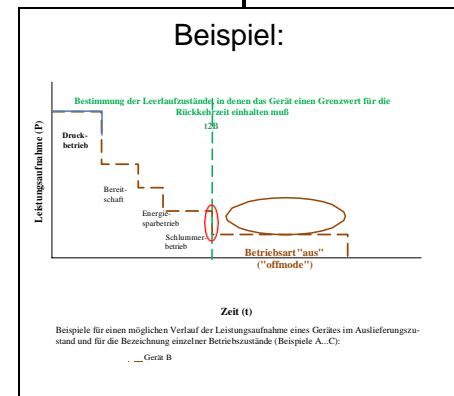 Beispiel:
Bestimmung der Leerlaufzustände, in denen das Gerät einen Grenzwert für die
Rückkehrzeit einhalten muß
t2B
Druck-
betrieb
Leistungsaufnahme (P)
Bereit-
schaft
Energie-
sparbetrieb
Schlummer-
betrieb
Betriebsart "aus"
("offmode")
Zeit (t)
Beispiele für einen möglichen Verlauf der Leistungsaufnahme eines Gerätes im Auslieferungszu-
stand und für die Bezeichnung einzelner Betriebszustände (Beispiele A...C):
Gerät B